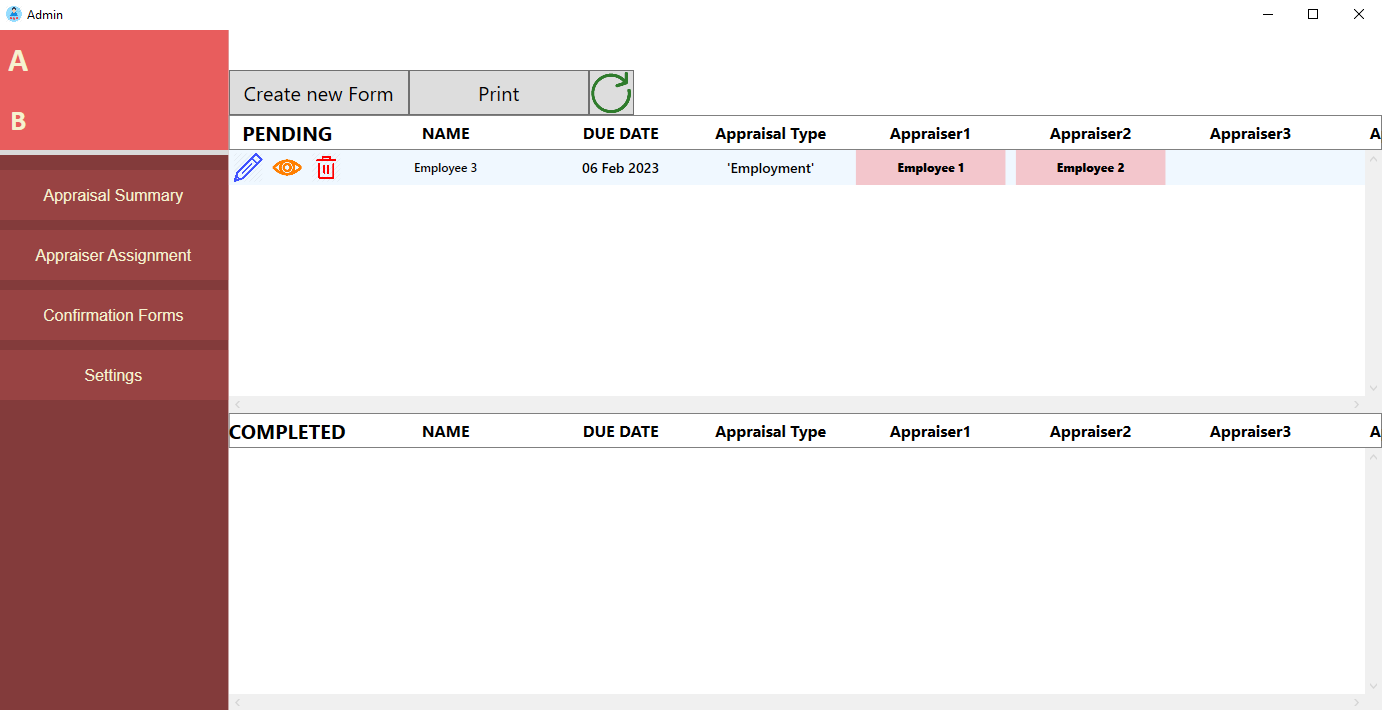 Admin
A
B
Appraisal Summary
Appraiser Assignment
Confirmation Forms
Settings
Create new Form Print
PENDING NAME DUE DATE Appraisal Type Appraiser1 Appraiser2 Appraiser3 A
Employee 3 06 Feb 2023 'Employment' Employee 1 Employee 2
COMPLETED NAME DUE DATE Appraisal Type Appraiser1 Appraiser2 Appraiser3 A